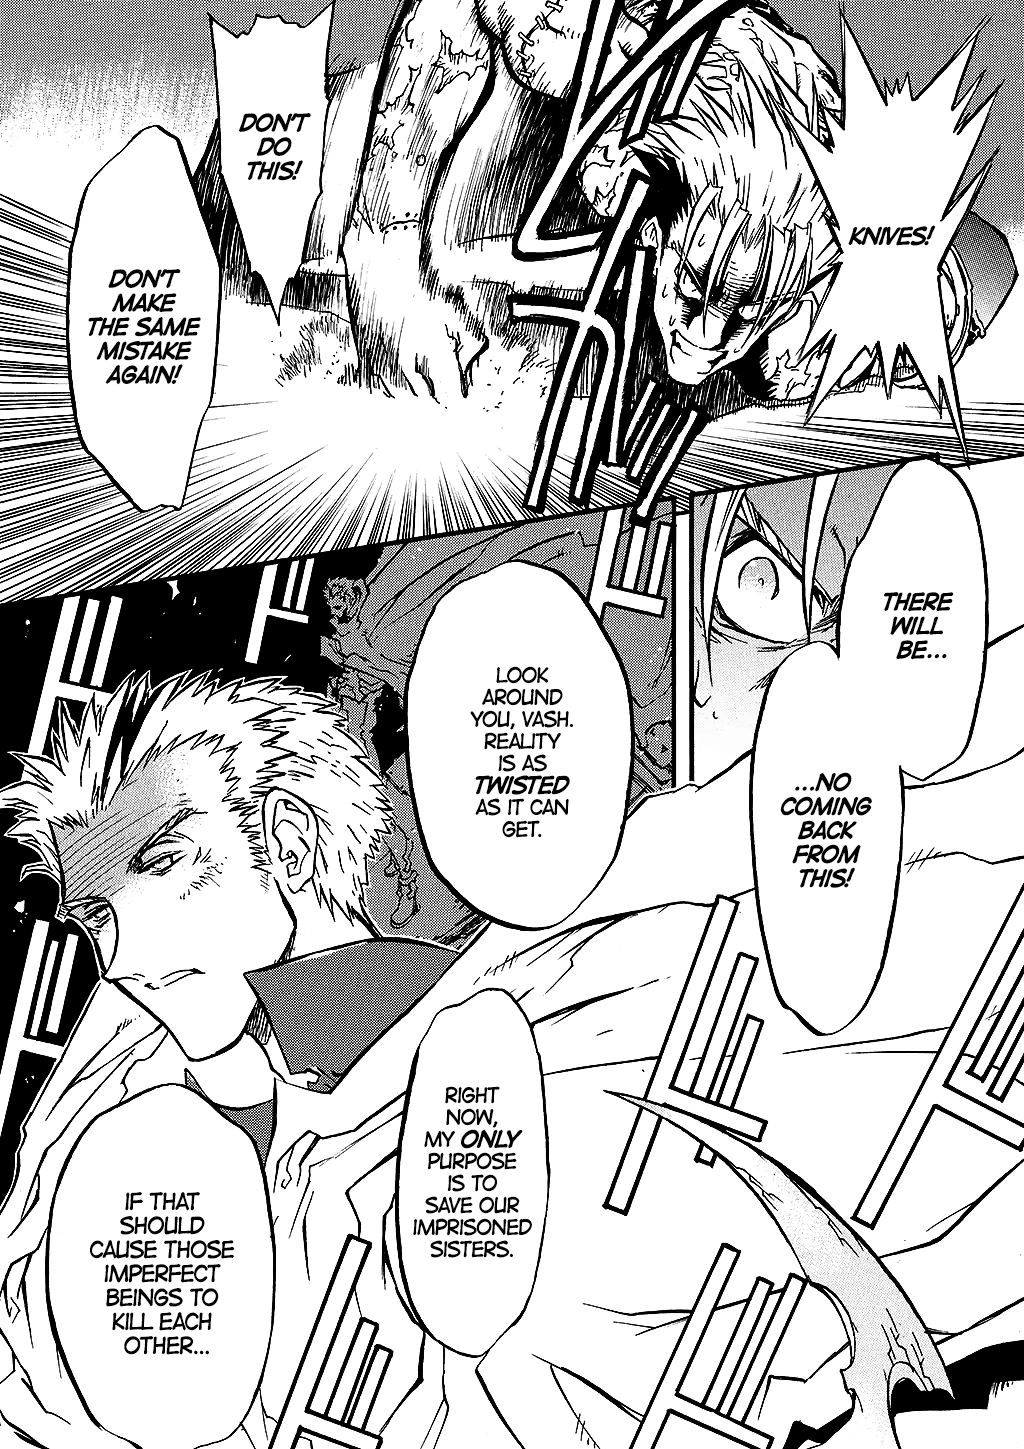 KNIVES!
DON'T
DO
THIS!
DON'T
MAKE
THE SAME
MISTAKE
AGAIN!
THERE
WILL
BE...
...NO
COMING
BACK
FROM
THIS!
LOOK
AROUND
YOU, VASH.
REALITY
IS AS
TWISTED
AS IT CAN
GET.
RIGHT
NOW,
MY ONLY
PURPOSE
IS TO
SAVE OUR
IMPRISONED
SISTERS.
IF THAT
SHOULD
CAUSE THOSE
IMPERFECT
BEINGS TO
KILL EACH
OTHER...